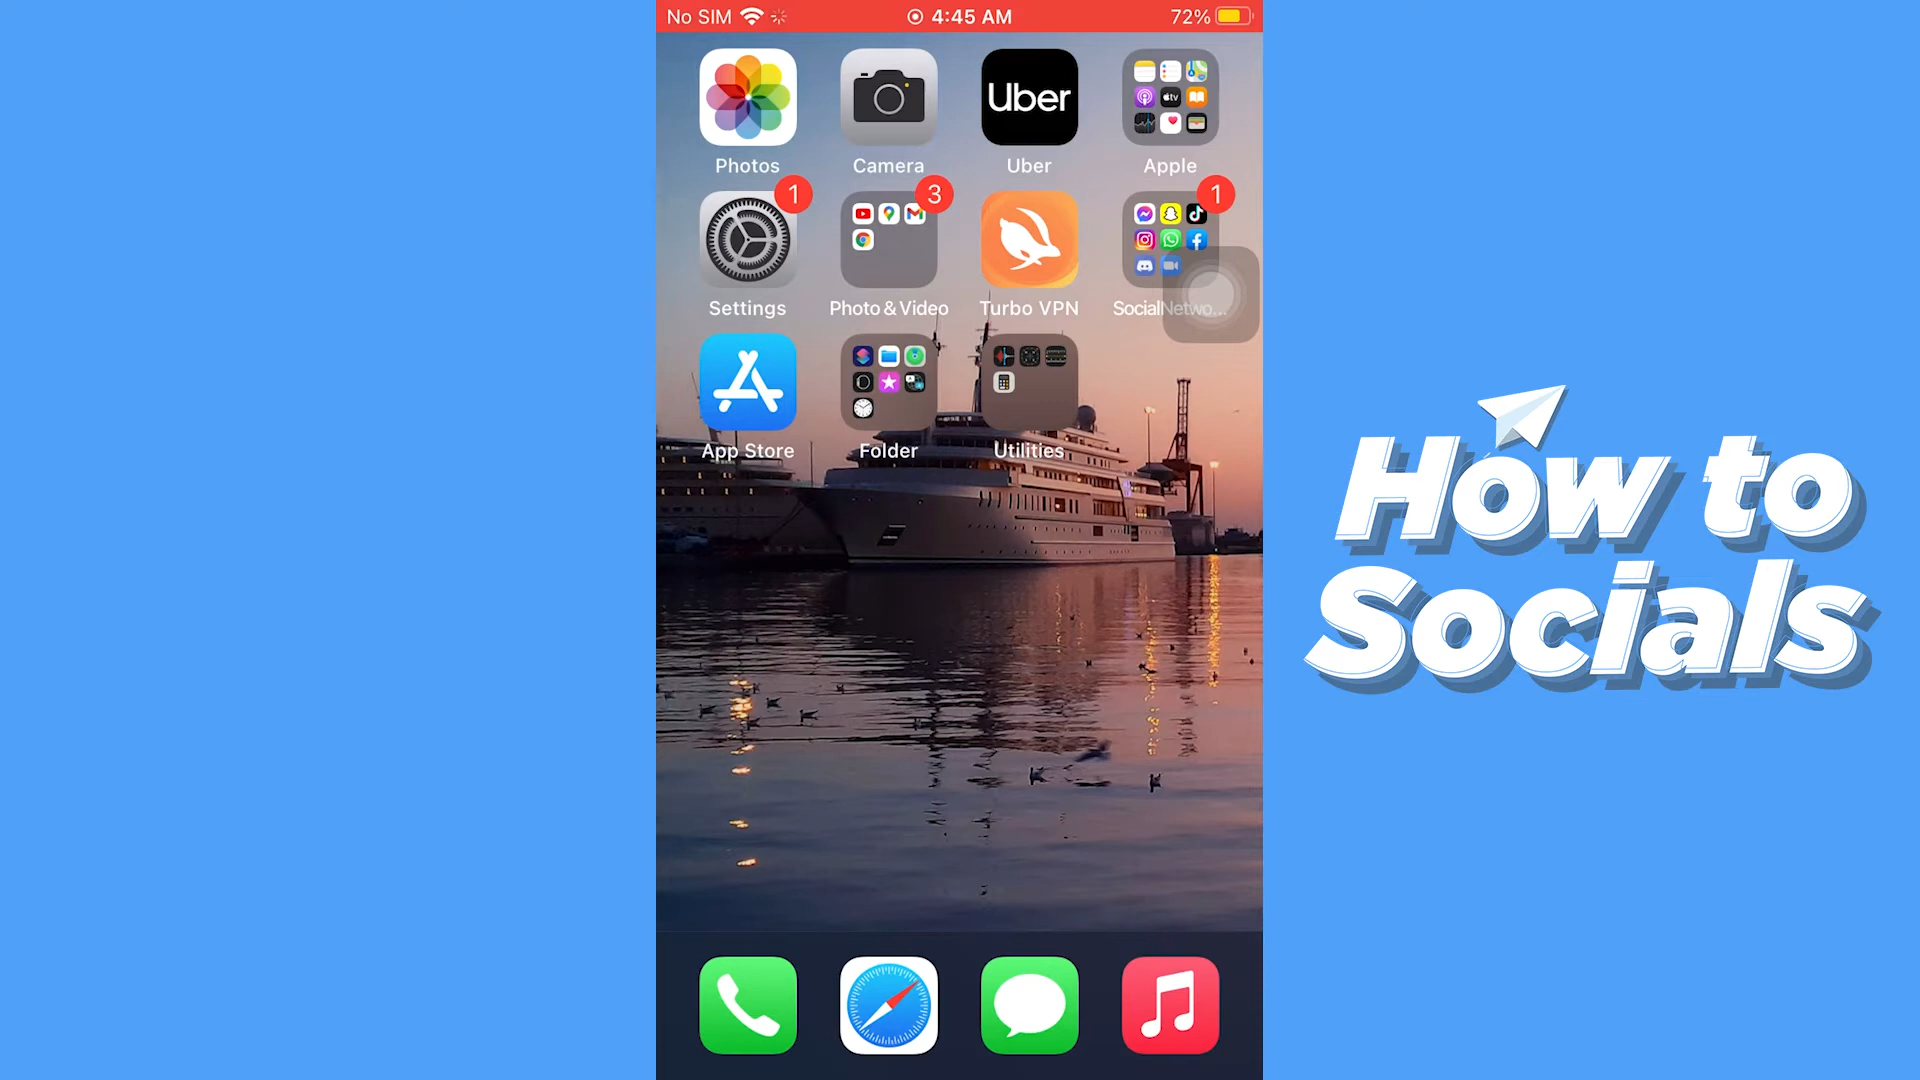 No SIM 4:45 AM 72%
Uber
Photos Camera Uber Apple
1 3 1
Settings Photo & Video Turbo VPN SocialNetwo...
App Store Folder Utilities
How to
Socials